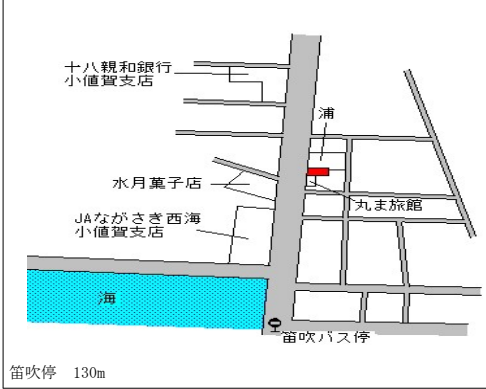 十八親和銀行
小値賀支店
浦
水月菓子店
丸ま旅館
JAながさき西海
小値賀支店
海
笛吹バス停
笛吹停 130m